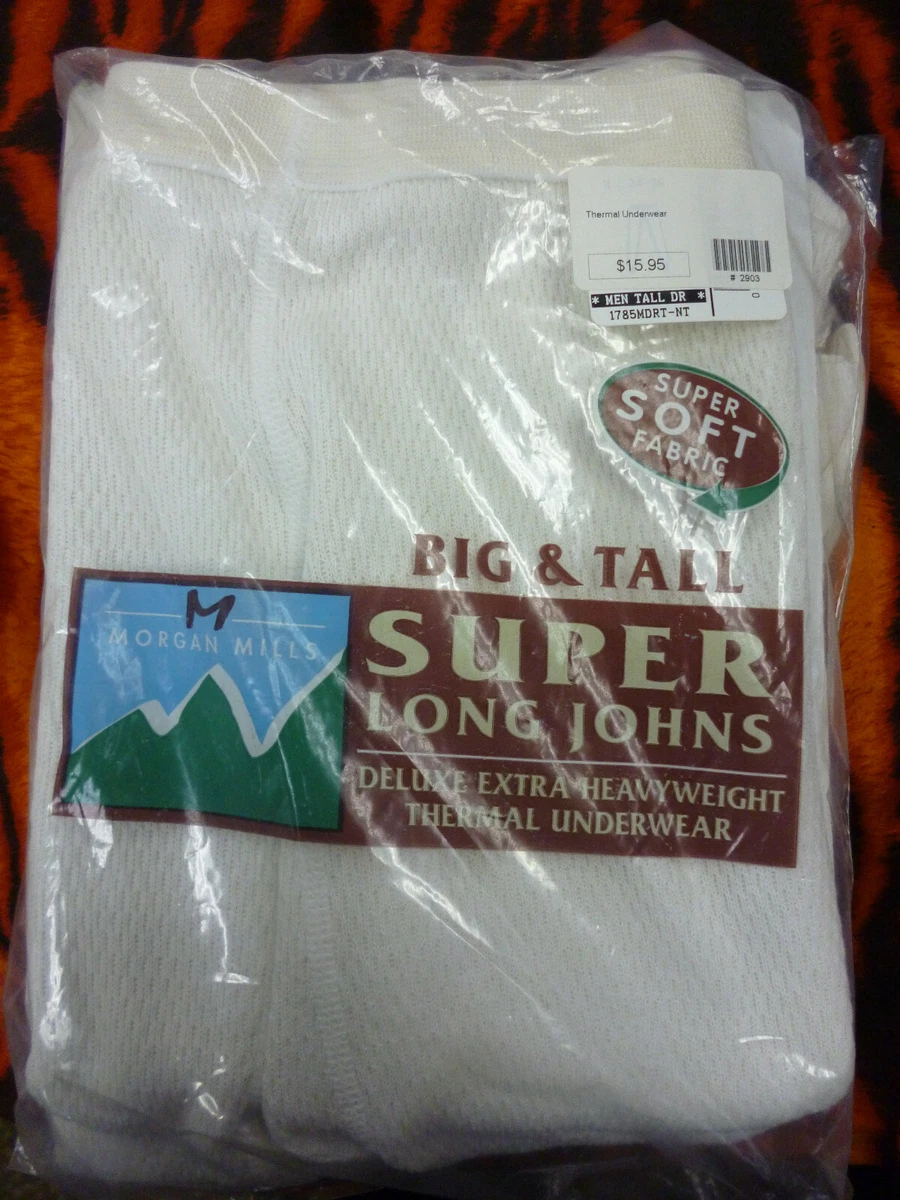 Thermal Underwear
$15.95
# 2903
* MEN TALL DR *
1785MDRT-NT
0
SUPER
SOFT
FABRIC
BIG & TALL
M
MORGAN MILLS
SUPER
LONG JOHNS
DELUXE EXTRA HEAVYWEIGHT
THERMAL UNDERWEAR